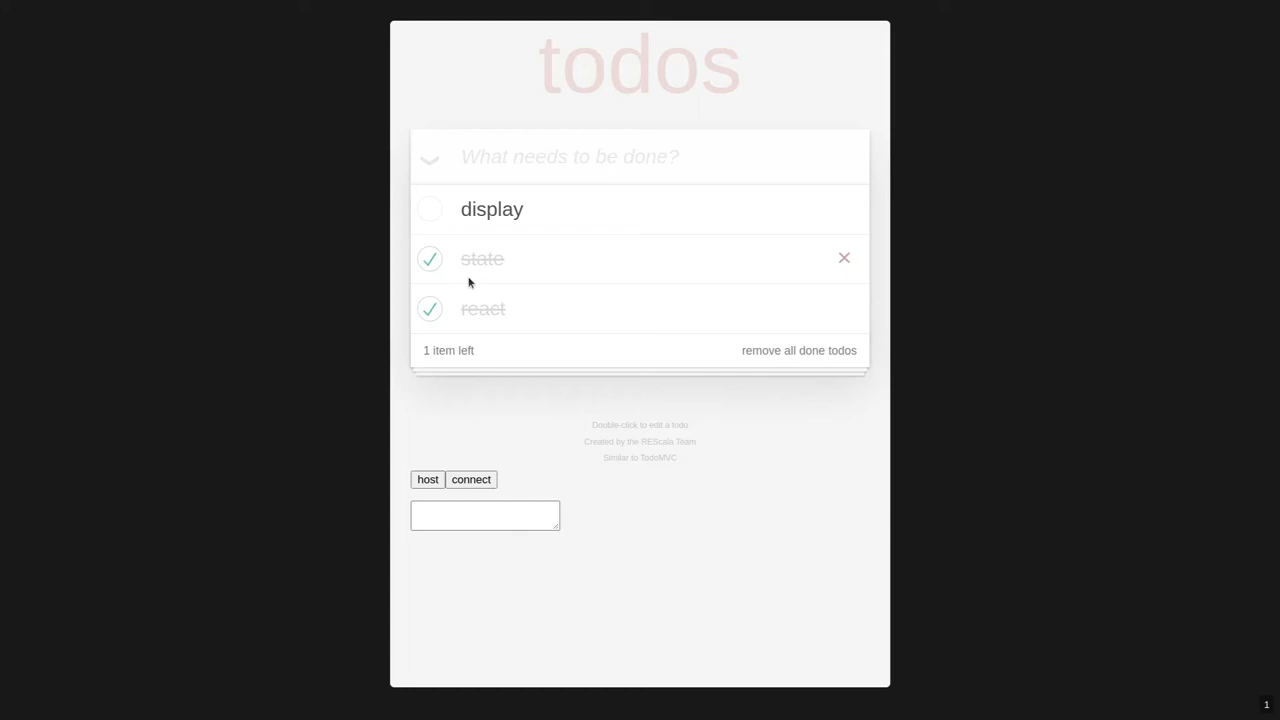 todos
What needs to be done?
display
state
react
1 item left remove all done todos
Double-click to edit a todo
Created by the REScala Team
Similar to TodoMVC
host connect
1